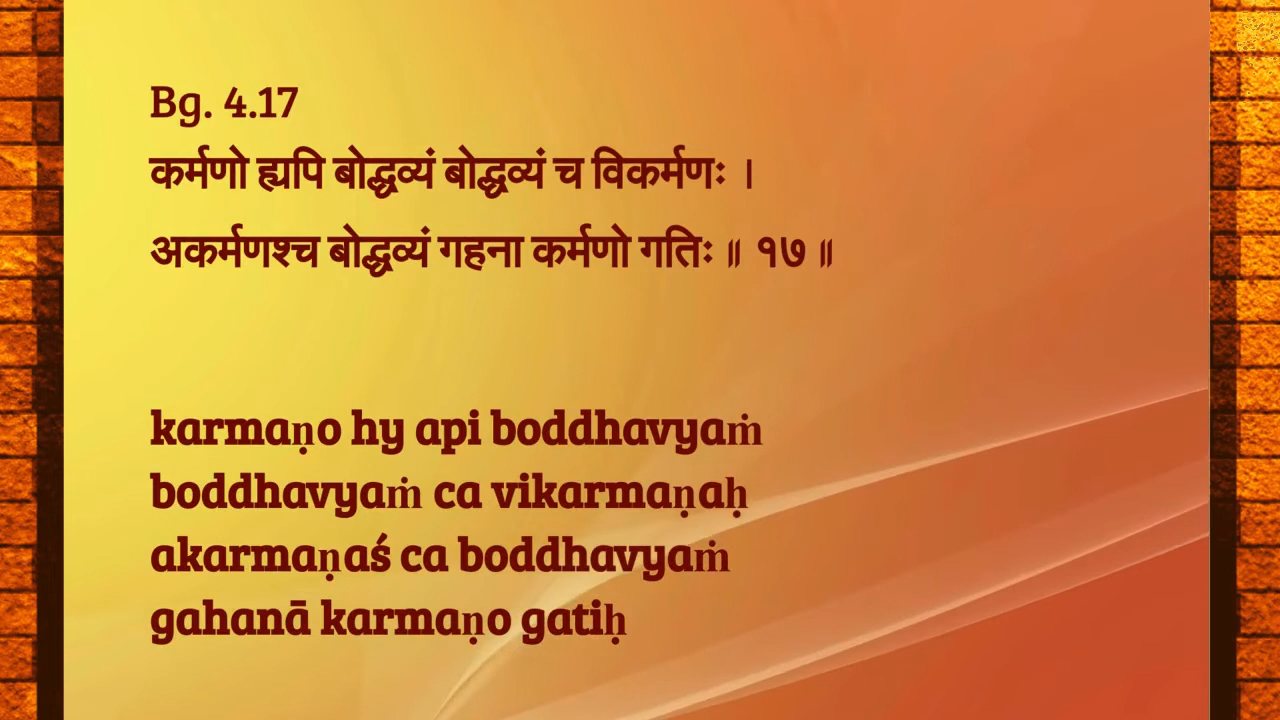 Bg. 4.17
कर्मणो ह्यपि बोद्धव्यं बोद्धव्यं च विकर्मणः ।
अकर्मणश्च बोद्धव्यं गहना कर्मणो गतिः ॥ १७ ॥
karmaṇo hy api boddhavyaṁ
boddhavyaṁ ca vikarmaṇaḥ
akarmaṇaś ca boddhavyaṁ
gahanā karmaṇo gatiḥ